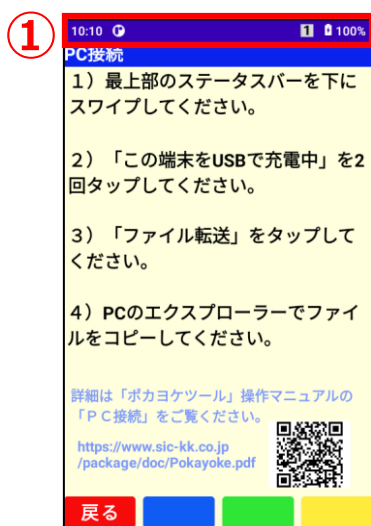 ①
10:10 1 100%
PC接続
１）最上部のステータスバーを下に
スワイプしてください。
２）「この端末をUSBで充電中」を2
回タップしてください。
３）「ファイル転送」をタップして
ください。
４）PCのエクスプローラーでファイ
ルをコピーしてください。
詳細は「ポカヨケツール」操作マニュアルの
「ＰＣ接続」をご覧ください。
https://www.sic-kk.co.jp
/package/doc/Pokayoke.pdf
戻る